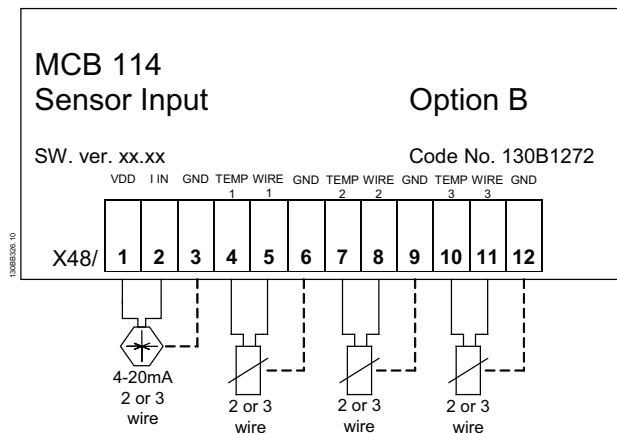 MCB 114
Sensor Input Option B
SW. ver. xx.xx Code No. 130B1272
VDD I IN GND TEMP WIRE GND TEMP WIRE GND TEMP WIRE GND
1 1 2 2 3 3
X48/ 1 2 3 4 5 6 7 8 9 10 11 12
130BB326.10
4-20mA
2 or 3 2 or 3 2 or 3 2 or 3
wire wire wire wire